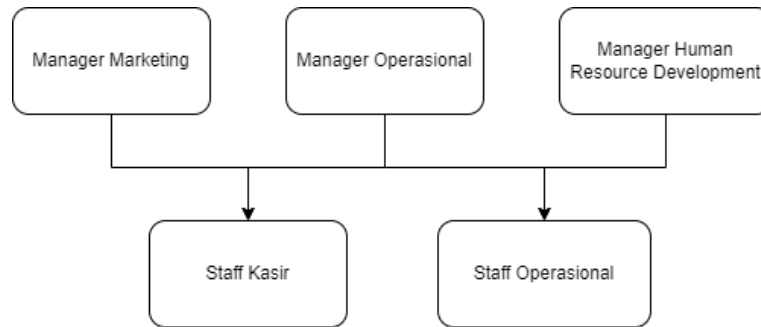 Manager Marketing
Manager Operasional
Manager Human
Resource Development
Staff Kasir
Staff Operasional